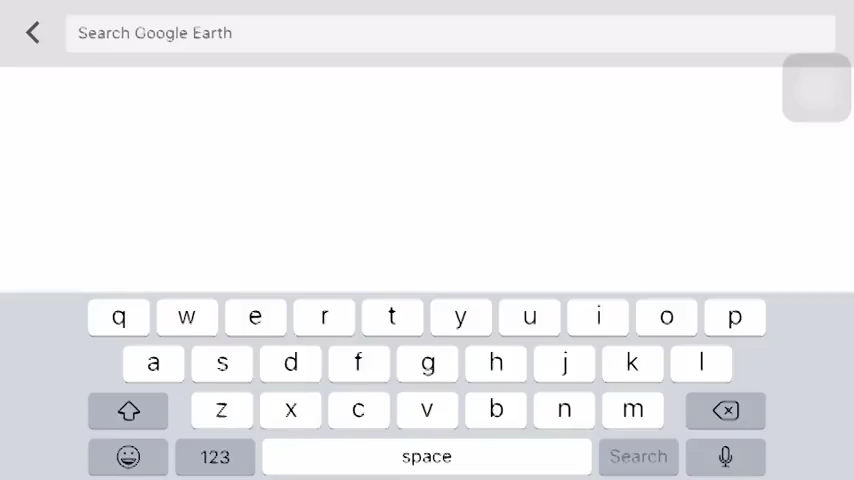 Search Google Earth
q w e r t y u i o p
a s d f g h j k l
z x c v b n m
123 space Search